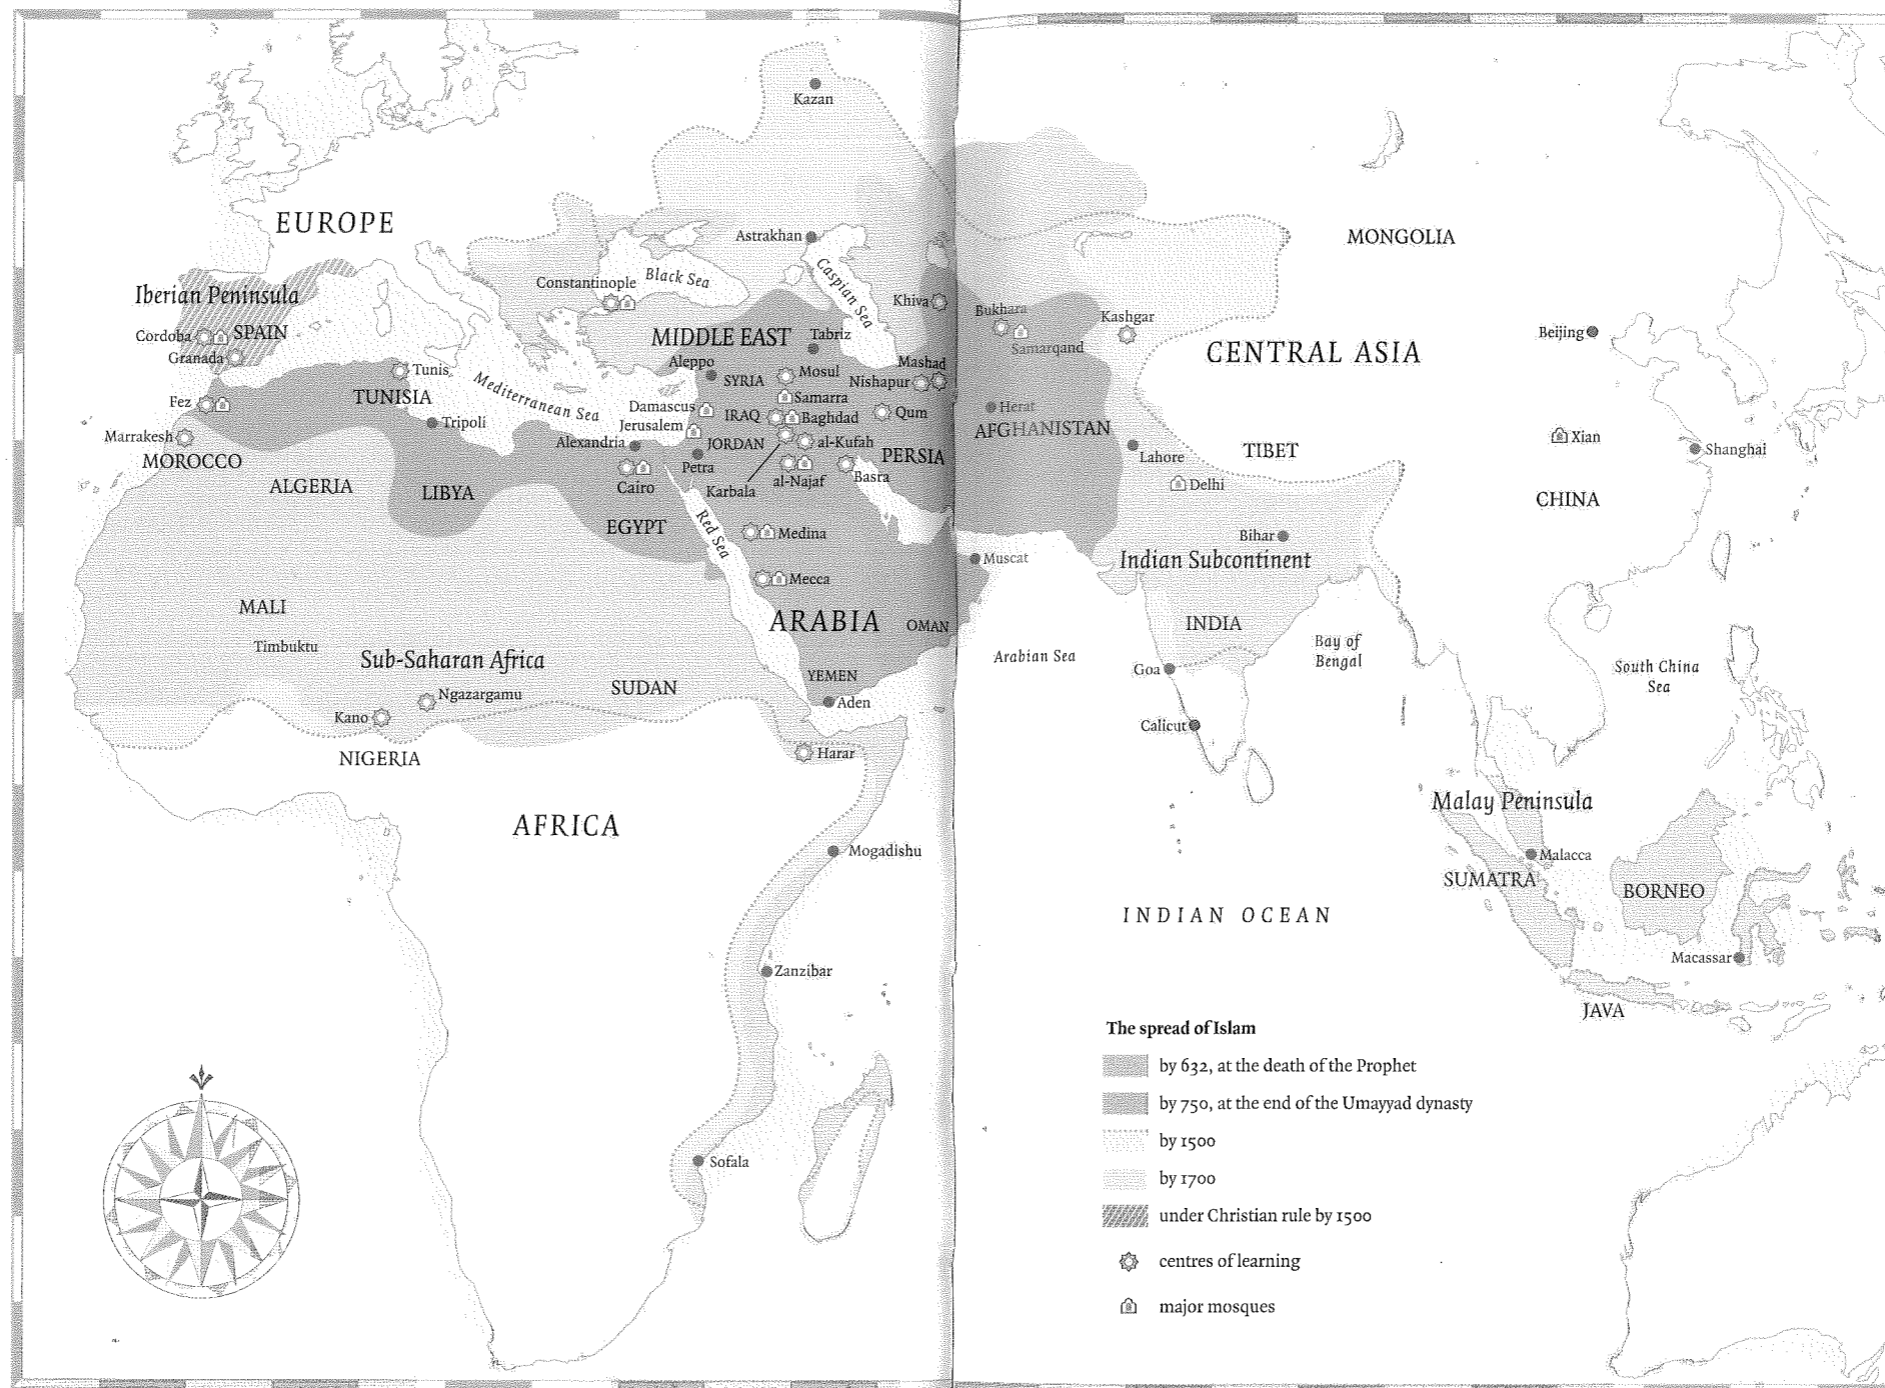 Kazan
EUROPE
MONGOLIA
Astrakhan
Black Sea
Caspian Sea
Constantinople
Iberian Peninsula
Khiva
Bukhara
Kashgar
Cordoba
SPAIN
MIDDLE EAST
Tabriz
Beijing
Samarqand
Granada
Aleppo
Mashad
CENTRAL ASIA
Tunis
SYRIA
Mosul
Nishapur
Mediterranean Sea
TUNISIA
Samarra
Fez
Damascus
IRAQ
Baghdad
Qum
Herat
Tripoli
Jerusalem
AFGHANISTAN
Marrakesh
Alexandria
JORDAN
al-Kufah
Xian
MOROCCO
Petra
PERSIA
Lahore
TIBET
Shanghai
ALGERIA
LIBYA
Cairo
Karbala
al-Najaf
Basra
Delhi
CHINA
EGYPT
Red Sea
Medina
Bihar
Muscat
Indian Subcontinent
Mecca
MALI
ARABIA
OMAN
INDIA
Timbuktu
Sub-Saharan Africa
Arabian Sea
Bay of
Bengal
South China
Sea
YEMEN
Goa
SUDAN
Ngazargamu
Aden
Kano
Calicut
NIGERIA
Harar
AFRICA
Malay Peninsula
Mogadishu
Malacca
SUMATRA
BORNEO
INDIAN OCEAN
Macassar
Zanzibar
JAVA
Sofala
The spread of Islam
by 632, at the death of the Prophet
by 750, at the end of the Umayyad dynasty
by 1500
by 1700
under Christian rule by 1500
centres of learning
major mosques